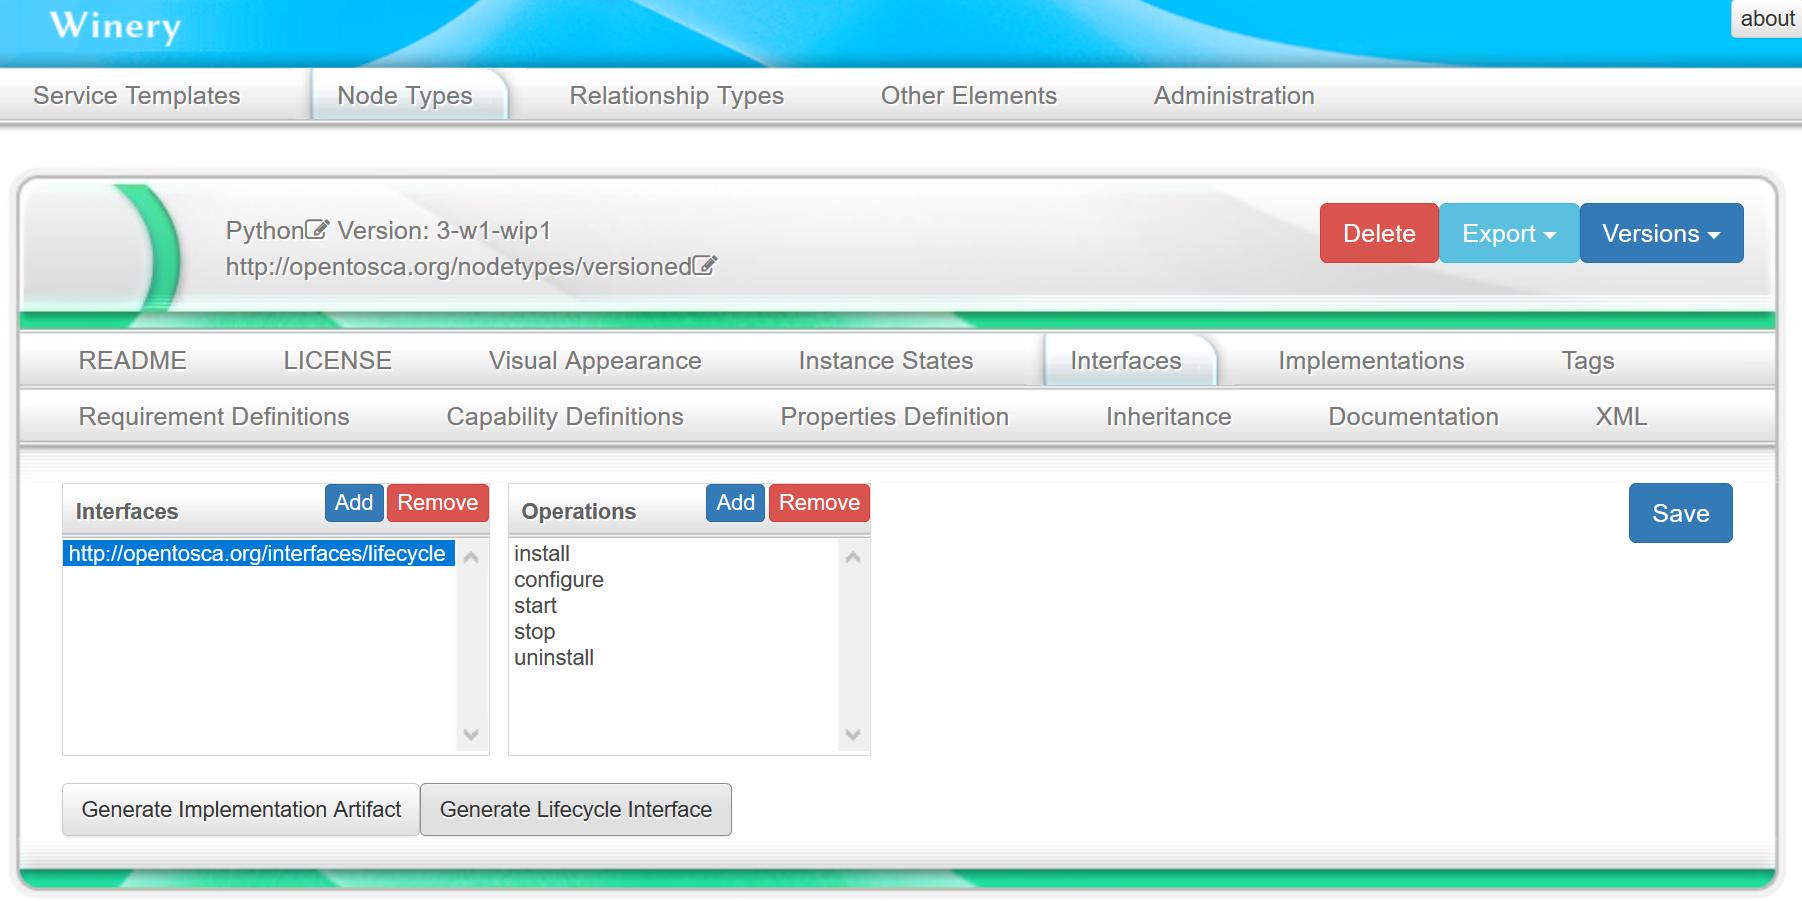 Winery
about
Service Templates Node Types Relationship Types Other Elements Administration
Python Version: 3-w1-wip1
http://opentosca.org/nodetypes/versioned
Delete Export Versions
README LICENSE Visual Appearance Instance States Interfaces Implementations Tags
Requirement Definitions Capability Definitions Properties Definition Inheritance Documentation XML
Interfaces Add Remove
http://opentosca.org/interfaces/lifecycle
Operations Add Remove
install
configure
start
stop
uninstall
Save
Generate Implementation Artifact Generate Lifecycle Interface